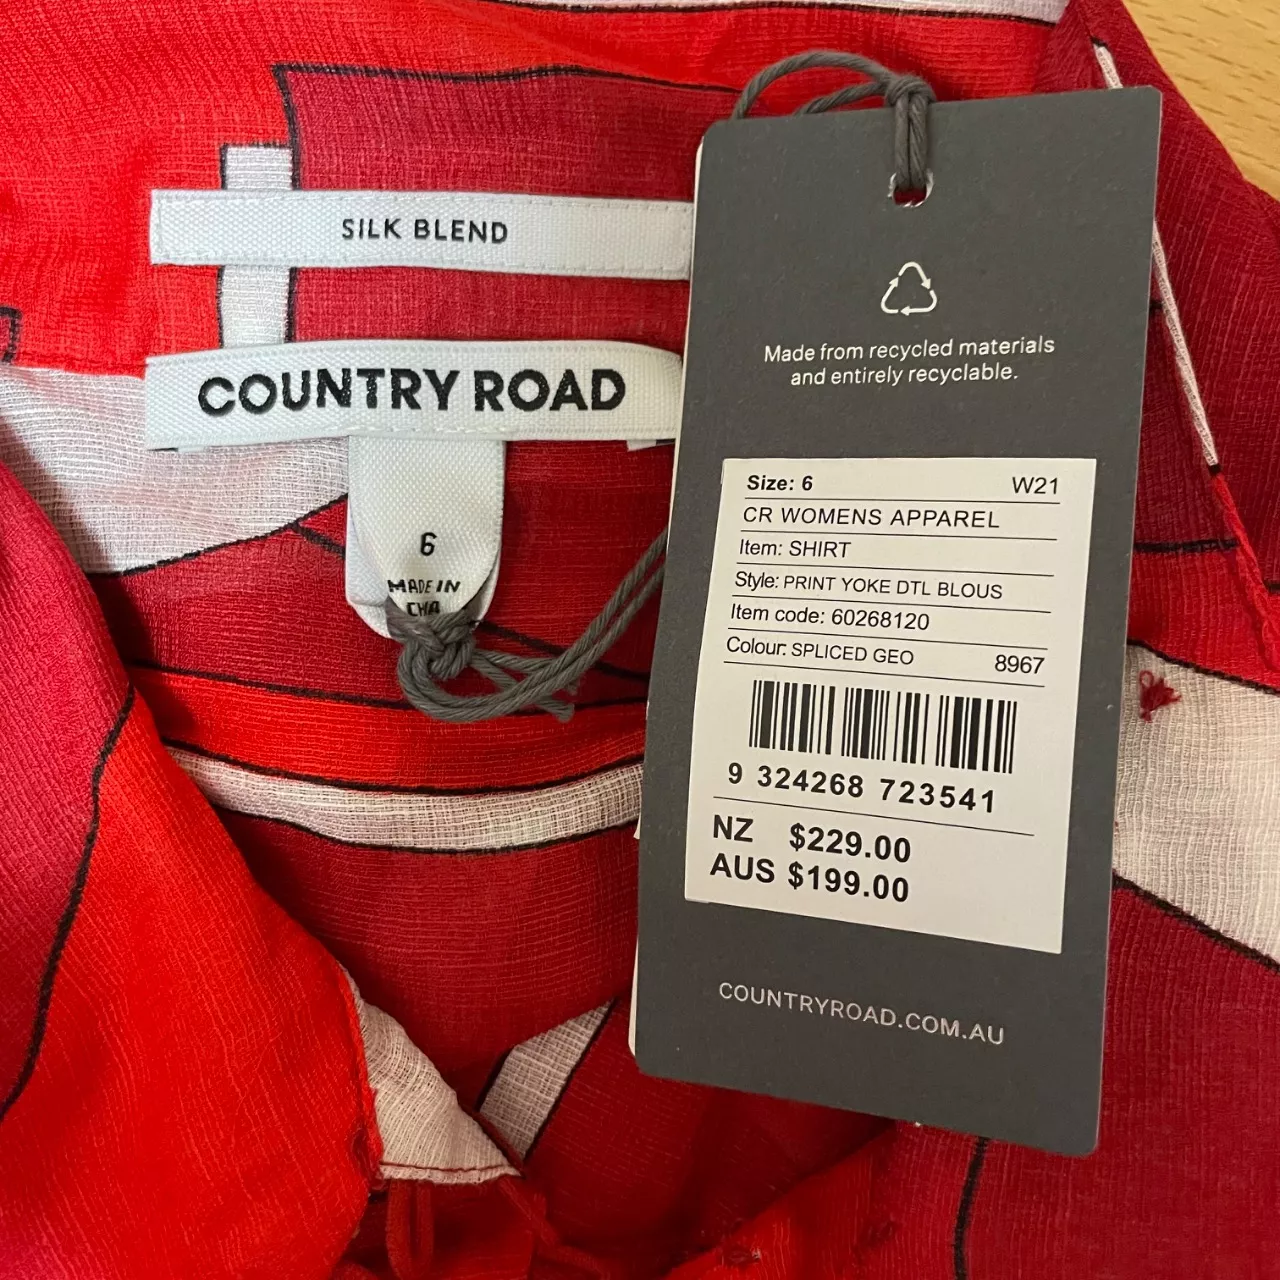 SILK BLEND
COUNTRY ROAD
6
MADE IN
Made from recycled materials
and entirely recyclable.
Size: 6 W21
CR WOMENS APPAREL
Item: SHIRT
Style: PRINT YOKE DTL BLOUS
Item code: 60268120
Colour: SPLICED GEO 8967
9 324268 723541
NZ $229.00
AUS $199.00
COUNTRYROAD.COM.AU